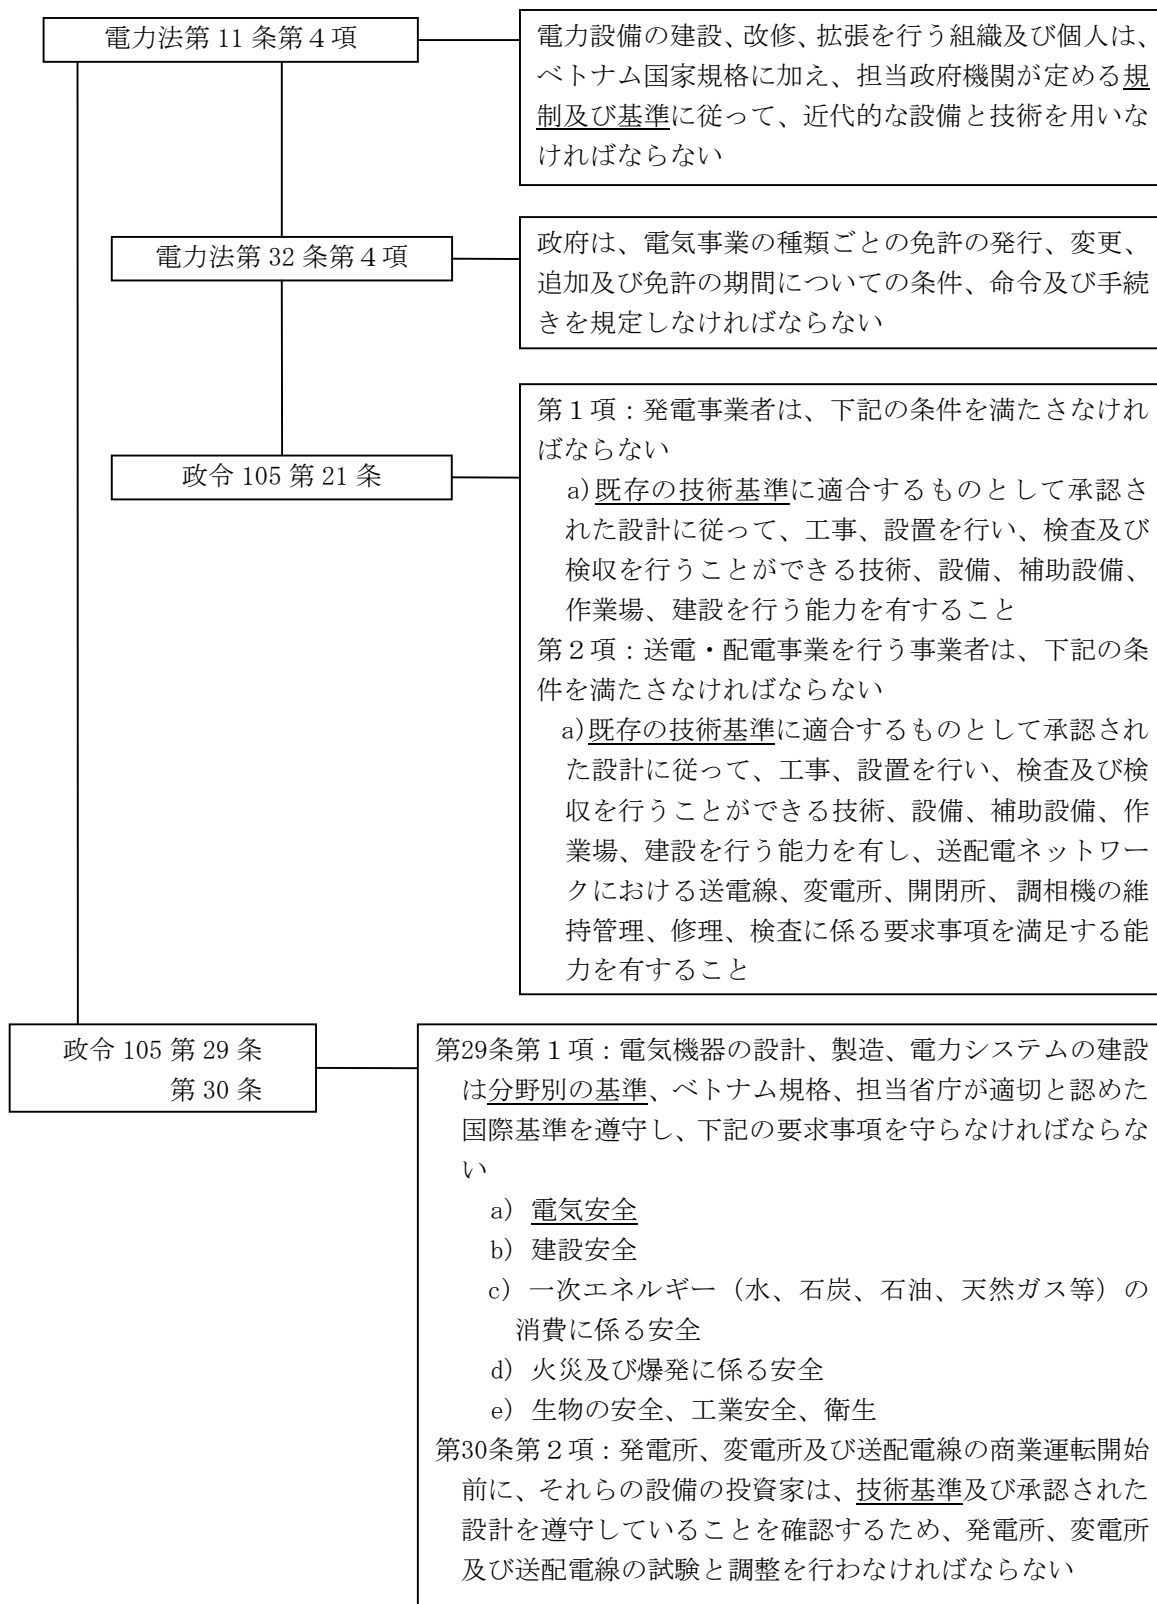 電力法第 11 条第４項
電力設備の建設、改修、拡張を行う組織及び個人は、
ベトナム国家規格に加え、担当政府機関が定める規
制及び基準に従って、近代的な設備と技術を用いな
ければならない
電力法第 32 条第４項
政府は、電気事業の種類ごとの免許の発行、変更、
追加及び免許の期間についての条件、命令及び手続
きを規定しなければならない
政令 105 第 21 条
第１項：発電事業者は、下記の条件を満たさなけれ
ばならない
a)既存の技術基準に適合するものとして承認さ
れた設計に従って、工事、設置を行い、検査及び
検収を行うことができる技術、設備、補助設備、
作業場、建設を行う能力を有すること
第２項：送電・配電事業を行う事業者は、下記の条
件を満たさなければならない
a)既存の技術基準に適合するものとして承認され
た設計に従って、工事、設置を行い、検査及び検
収を行うことができる技術、設備、補助設備、作
業場、建設を行う能力を有し、送配電ネットワー
クにおける送電線、変電所、開閉所、調相機の維
持管理、修理、検査に係る要求事項を満足する能
力を有すること
政令 105 第 29 条
第 30 条
第29条第１項：電気機器の設計、製造、電力システムの建設
は分野別の基準、ベトナム規格、担当省庁が適切と認めた
国際基準を遵守し、下記の要求事項を守らなければならな
い
a) 電気安全
b) 建設安全
c) 一次エネルギー（水、石炭、石油、天然ガス等）の
消費に係る安全
d) 火災及び爆発に係る安全
e) 生物の安全、工業安全、衛生
第30条第２項：発電所、変電所及び送配電線の商業運転開始
前に、それらの設備の投資家は、技術基準及び承認された
設計を遵守していることを確認するため、発電所、変電所
及び送配電線の試験と調整を行わなければならない